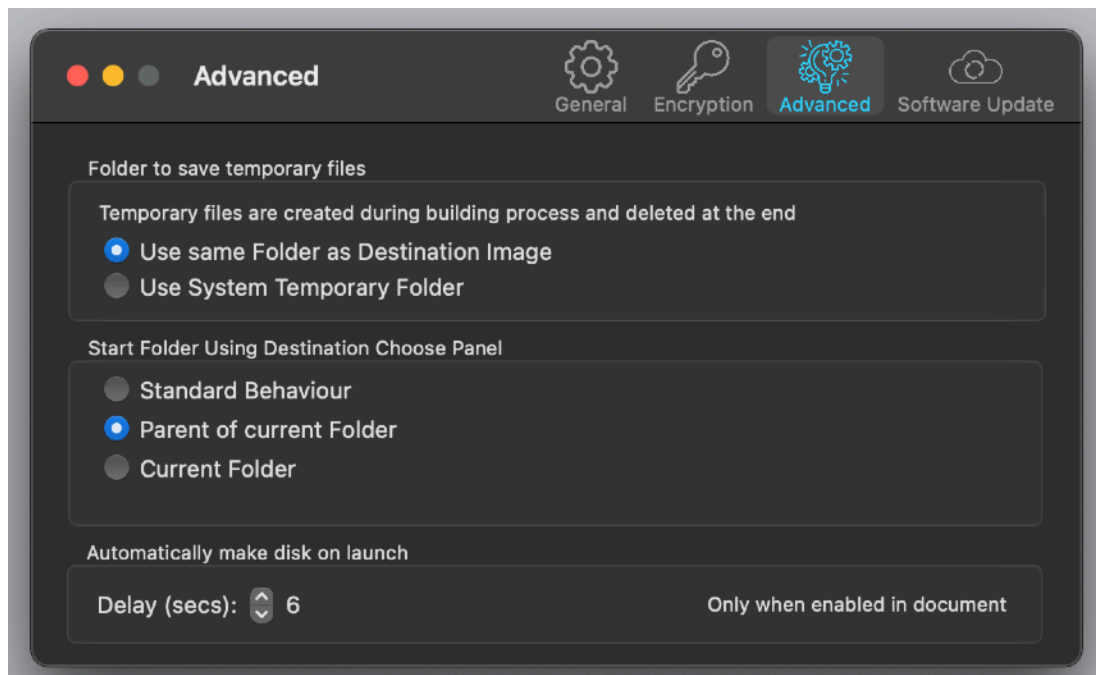 Advanced
General
Encryption
Advanced
Software Update
Folder to save temporary files
Temporary files are created during building process and deleted at the end
Use same Folder as Destination Image
Use System Temporary Folder
Start Folder Using Destination Choose Panel
Standard Behaviour
Parent of current Folder
Current Folder
Automatically make disk on launch
Delay (secs): 6 Only when enabled in document